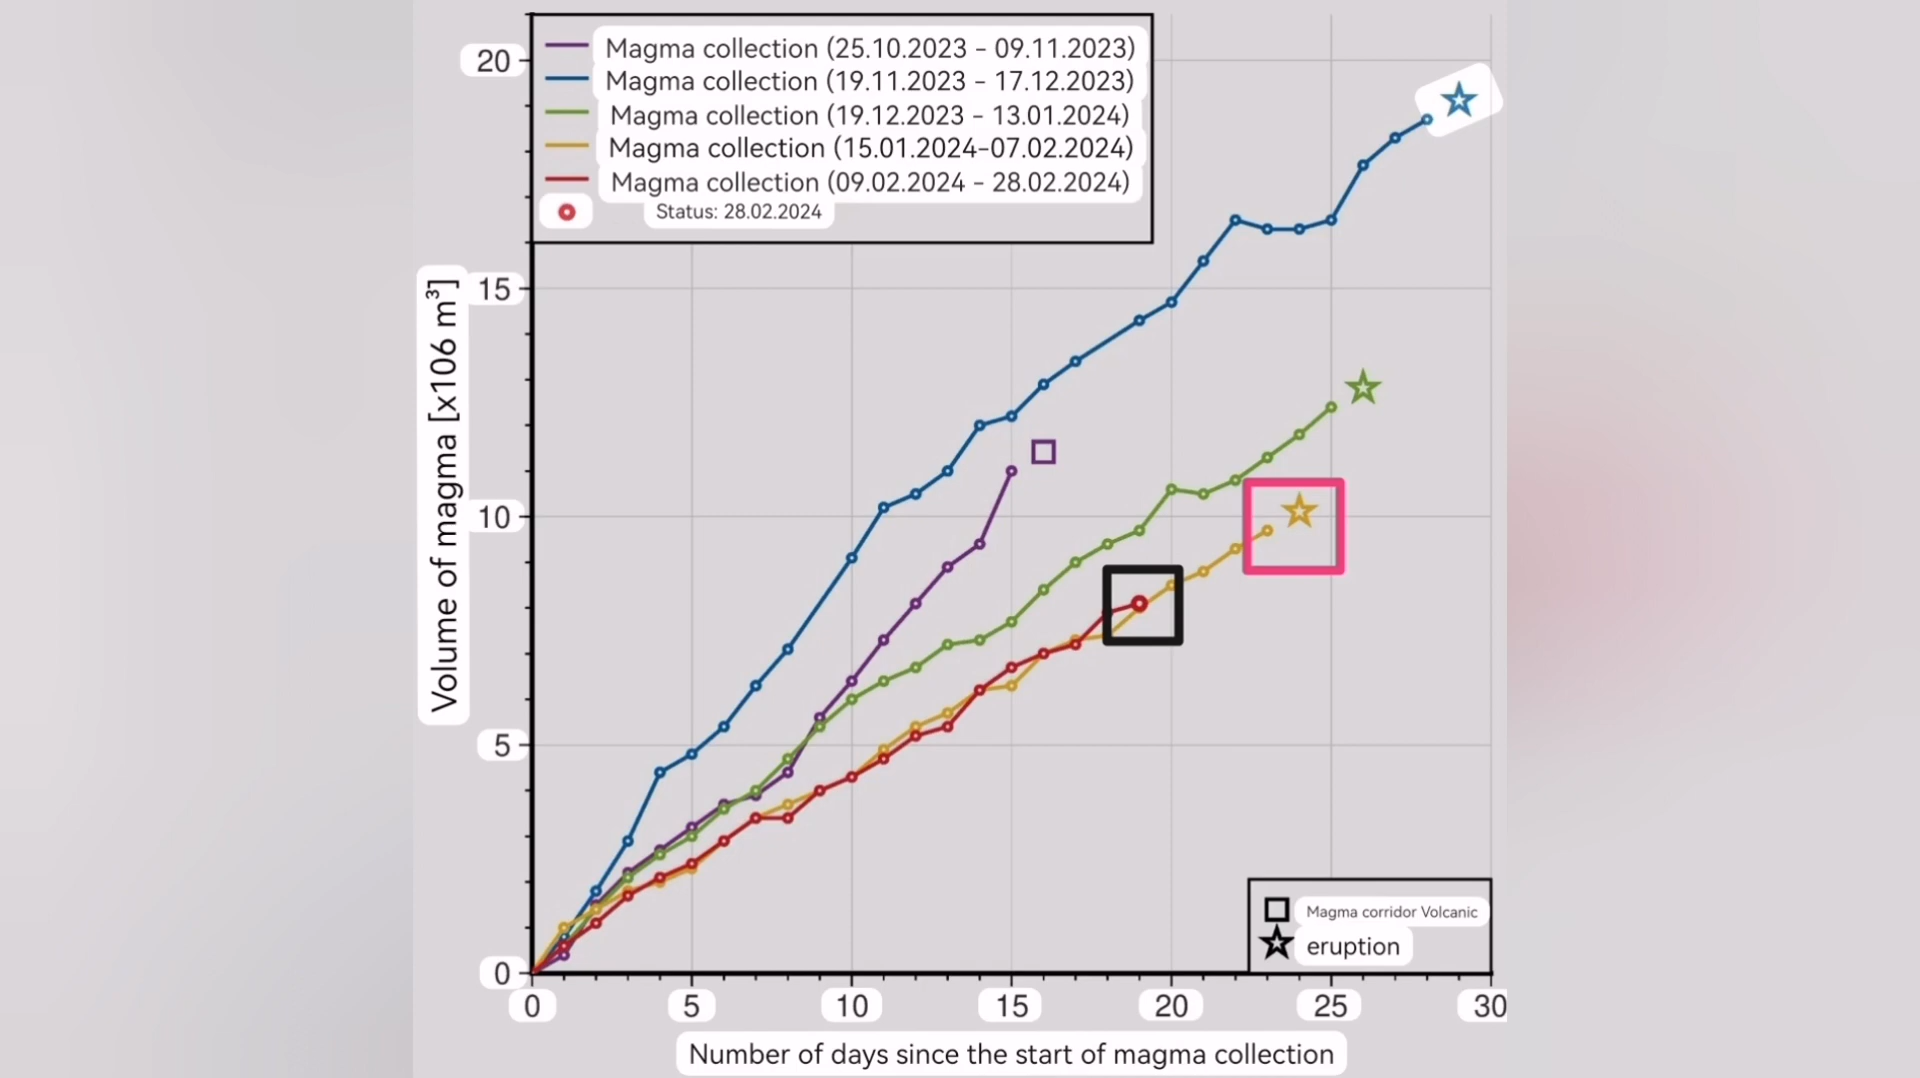 Magma collection (25.10.2023 - 09.11.2023)
Magma collection (19.11.2023 - 17.12.2023)
Magma collection (19.12.2023 - 13.01.2024)
Magma collection (15.01.2024-07.02.2024)
Magma collection (09.02.2024 - 28.02.2024)
Status: 28.02.2024
Volume of magma [x106 m³]
20
15
10
5
0
Magma corridor Volcanic
eruption
0 5 10 15 20 25 30
Number of days since the start of magma collection